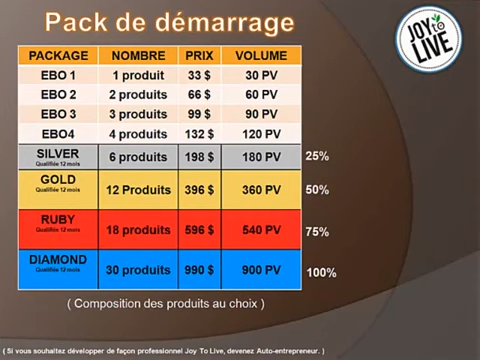 Pack de démarrage
JOY to LIVE
PACKAGE NOMBRE PRIX VOLUME
EBO 1 1 produit 33 $ 30 PV
EBO 2 2 produits 66 $ 60 PV
EBO 3 3 produits 99 $ 90 PV
EBO4 4 produits 132 $ 120 PV
SILVER 6 produits 198 $ 180 PV 25%
Qualifiée 12 mois
GOLD 12 Produits 396 $ 360 PV 50%
Qualifiée 12 mois
RUBY 18 produits 596 $ 540 PV 75%
Qualifiée 12 mois
DIAMOND 30 produits 990 $ 900 PV 100%
Qualifiée 12 mois
( Composition des produits au choix )
( Si vous souhaitez développer de façon professionnel Joy To Live, devenez Auto-entrepreneur. )